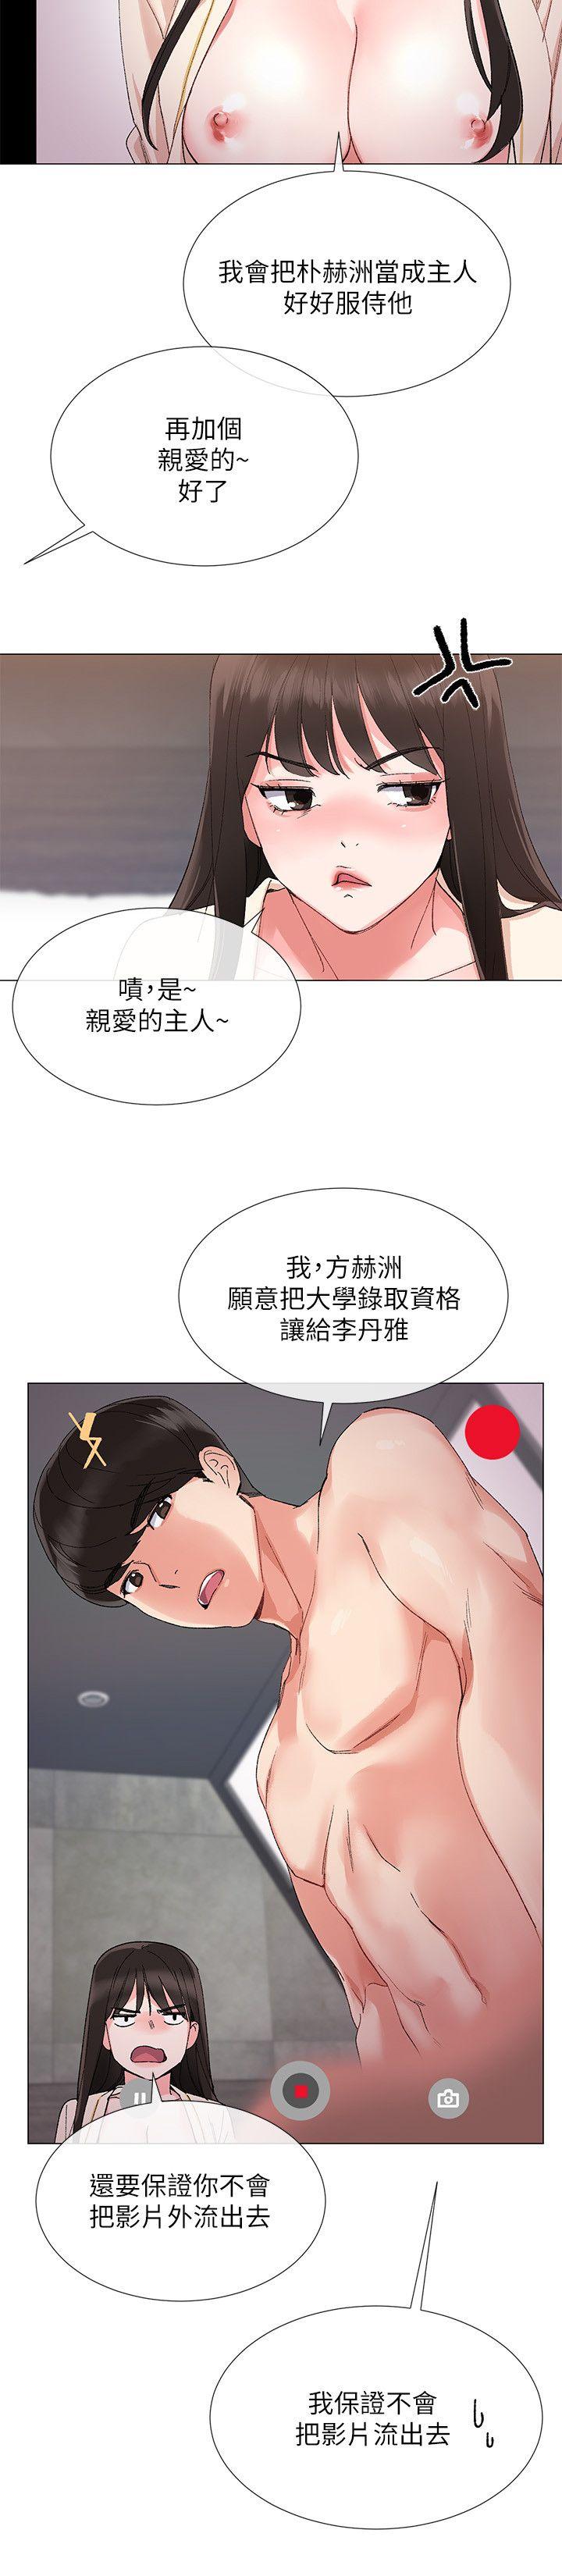 我會把朴赫洲當成主人
好好服侍他
再加個
親愛的~
好了
嘖，是~
親愛的主人~
我，方赫洲
願意把大學錄取資格
讓給李丹雅
還要保證你不會
把影片外流出去
我保證不會
把影片流出去